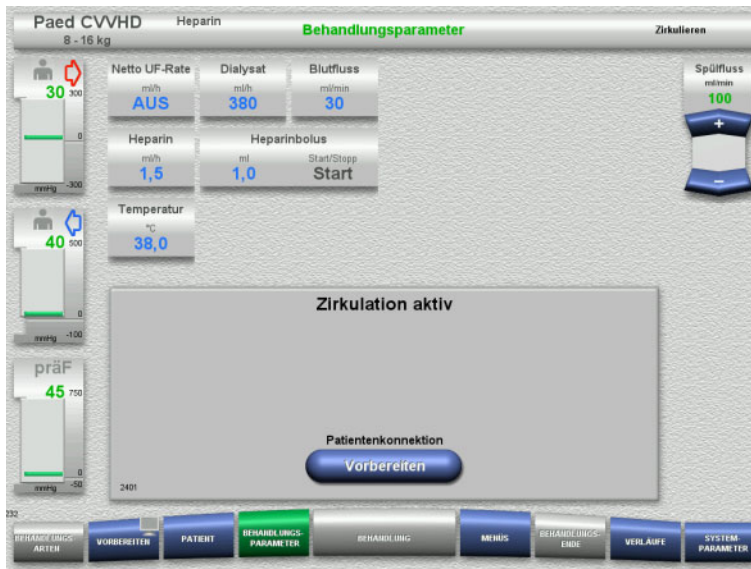 Paed CVVHD Heparin Behandlungsparameter Zirkulieren
8 - 16 kg
30 300
0
mmHg -300
40 500
0
mmHg -100
präF
45 750
0
mmHg -50
Netto UF-Rate Dialysat Blutfluss
ml/h ml/h ml/min
AUS 380 30
Heparin Heparinbolus
ml/h ml Start/Stopp
1,5 1,0 Start
Temperatur
°C
38,0
Spülfluss
ml/min
100
+
−
Zirkulation aktiv
Patientenkonnektion
Vorbereiten
2401
232
BEHANDLUNGS-
ARTEN
VORBEREITEN
PATIENT
BEHANDLUNGS-
PARAMETER
BEHANDLUNG
MENÜS
BEHANDLUNGS-
ENDE
VERLÄUFE
SYSTEM-
PARAMETER